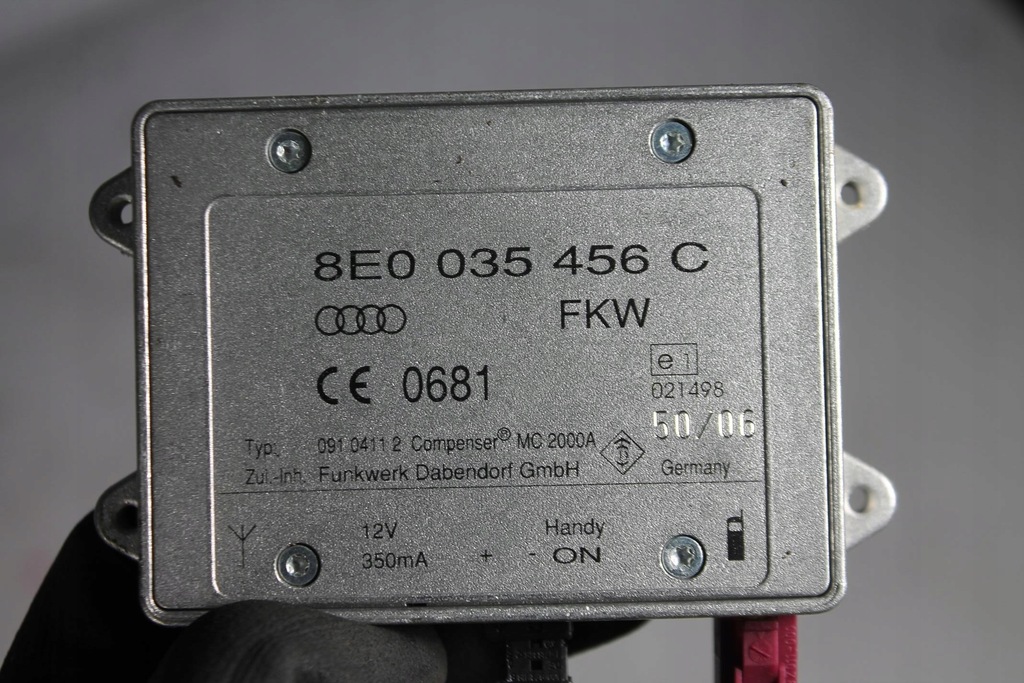 8E0 035 456 C
FKW
CE 0681
e1
021498
50/06
Typ. 091 0411 2 Compenser® MC 2000A
Zul.-Inh. Funkwerk Dabendorf GmbH
Germany
12V Handy
350mA + - ON